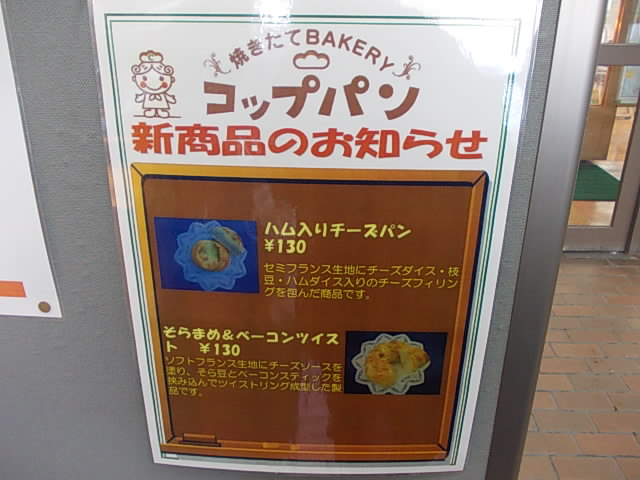 焼きたてBAKERY
コップパン
新商品のお知らせ
ハム入りチーズパン
¥130
セミフランス生地にチーズダイス・枝
豆・ハムダイス入りのチーズフィリン
グを包んだ商品です。
そらまめ&ベーコンツイス
ト ¥130
ソフトフランス生地にチーズソースを
塗り、そら豆とベーコンスティックを
挟み込んでツイストリング成型した製
品です。